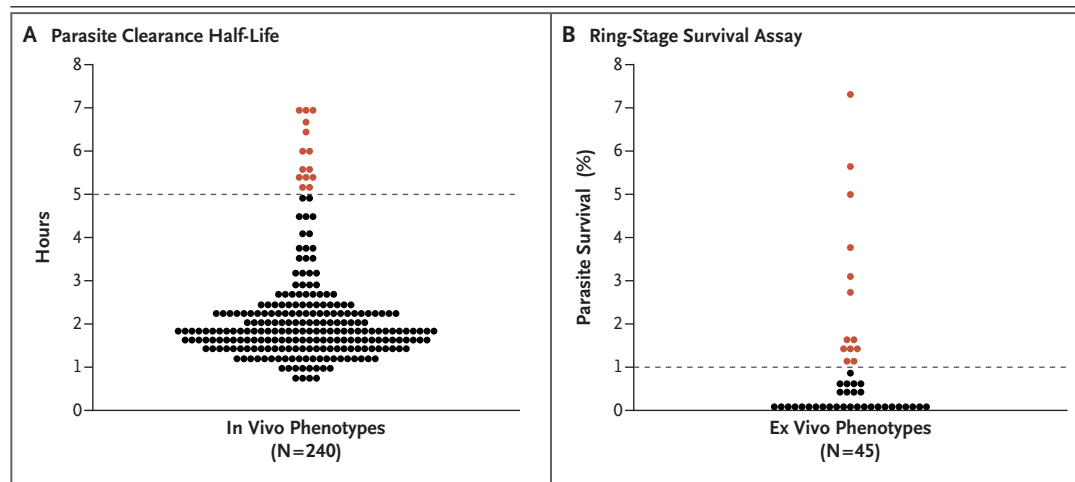 A Parasite Clearance Half-Life
8
7
6
5
4
3
2
1
0
Hours
In Vivo Phenotypes
(N=240)
B Ring-Stage Survival Assay
8
7
6
5
4
3
2
1
0
Parasite Survival (%)
Ex Vivo Phenotypes
(N=45)